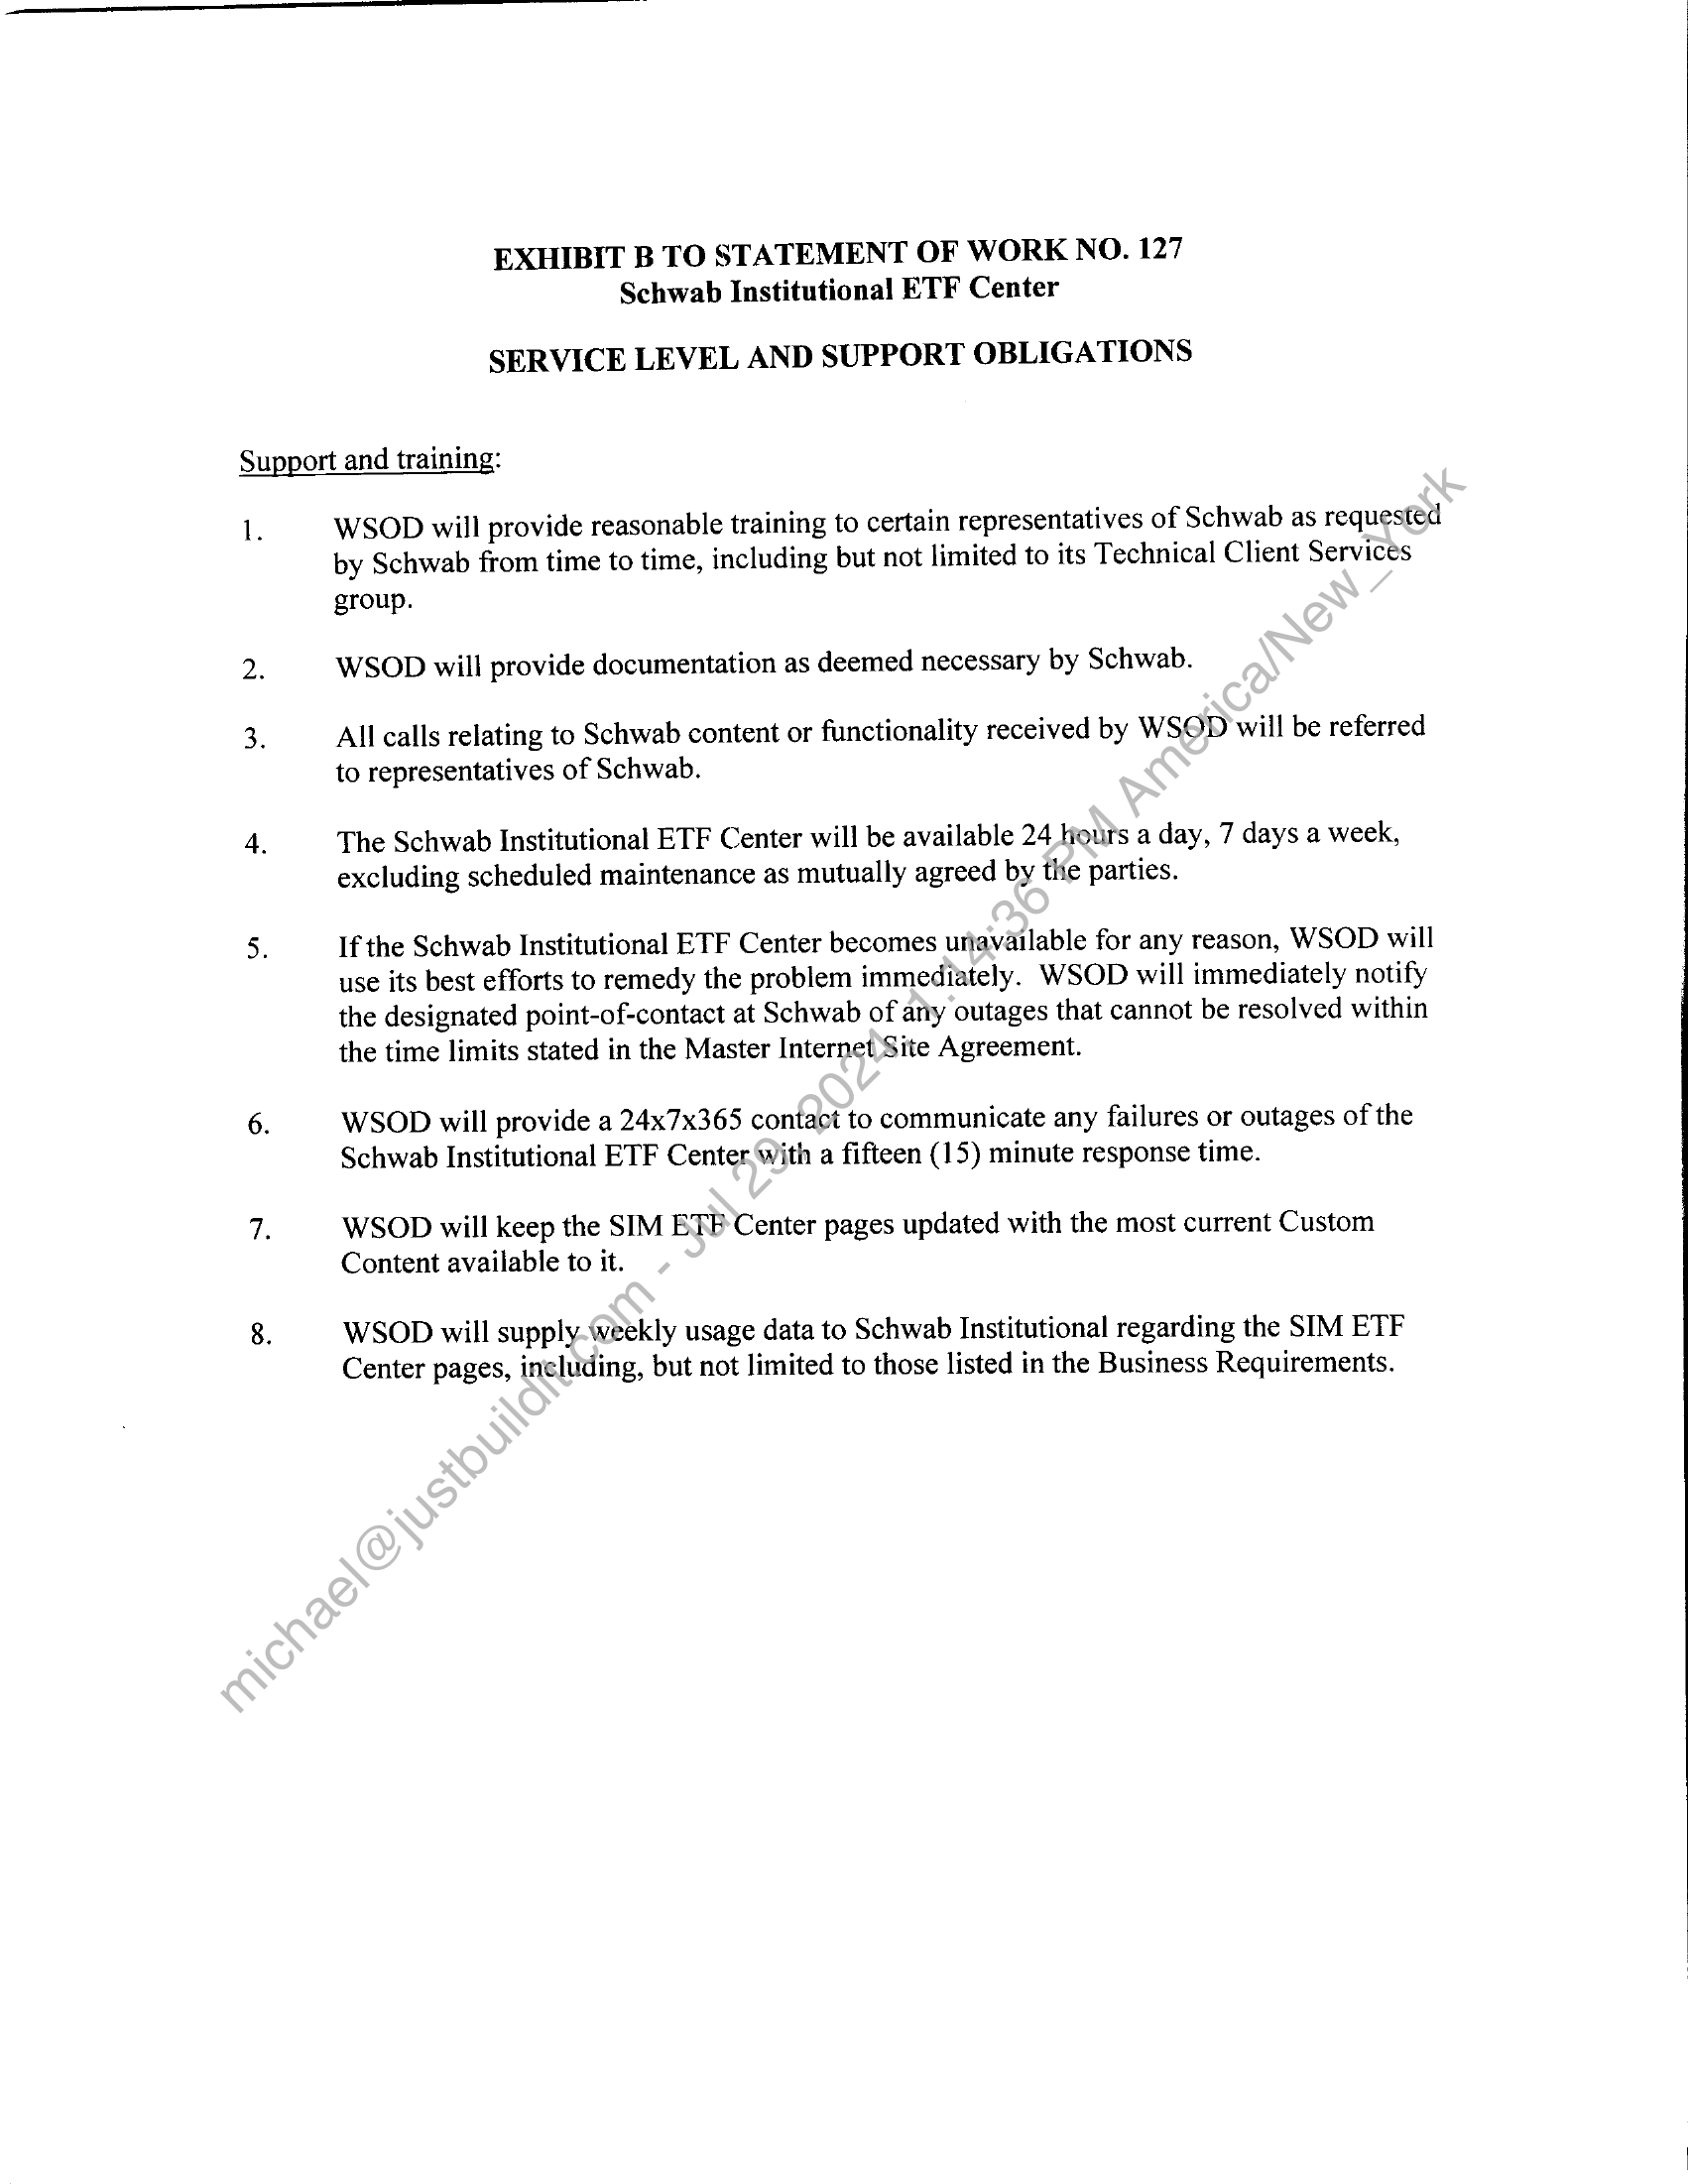 EXHIBIT B TO STATEMENT OF WORK NO. 127
Schwab Institutional ETF Center
SERVICE LEVEL AND SUPPORT OBLIGATIONS
Support and training:
1. WSOD will provide reasonable training to certain representatives of Schwab as requested
by Schwab from time to time, including but not limited to its Technical Client Services
group.
2. WSOD will provide documentation as deemed necessary by Schwab.
3. All calls relating to Schwab content or functionality received by WSOD will be referred
to representatives of Schwab.
4. The Schwab Institutional ETF Center will be available 24 hours a day, 7 days a week,
excluding scheduled maintenance as mutually agreed by the parties.
5. If the Schwab Institutional ETF Center becomes unavailable for any reason, WSOD will
use its best efforts to remedy the problem immediately. WSOD will immediately notify
the designated point-of-contact at Schwab of any outages that cannot be resolved within
the time limits stated in the Master Internet Site Agreement.
6. WSOD will provide a 24x7x365 contact to communicate any failures or outages of the
Schwab Institutional ETF Center with a fifteen (15) minute response time.
7. WSOD will keep the SIM ETF Center pages updated with the most current Custom
Content available to it.
8. WSOD will supply weekly usage data to Schwab Institutional regarding the SIM ETF
Center pages, including, but not limited to those listed in the Business Requirements.
michael@justbuildit.com - Jul 29, 2024, 1:14:36 PM America/New_York